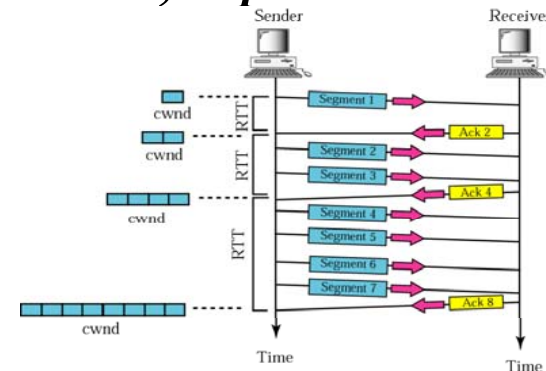 Sender Receive
Segment 1
cwnd
RTT
Ack 2
cwnd
Segment 2
RTT
Segment 3
Ack 4
cwnd
Segment 4
RTT
Segment 5
Segment 6
Segment 7
Ack 8
cwnd
Time
Time